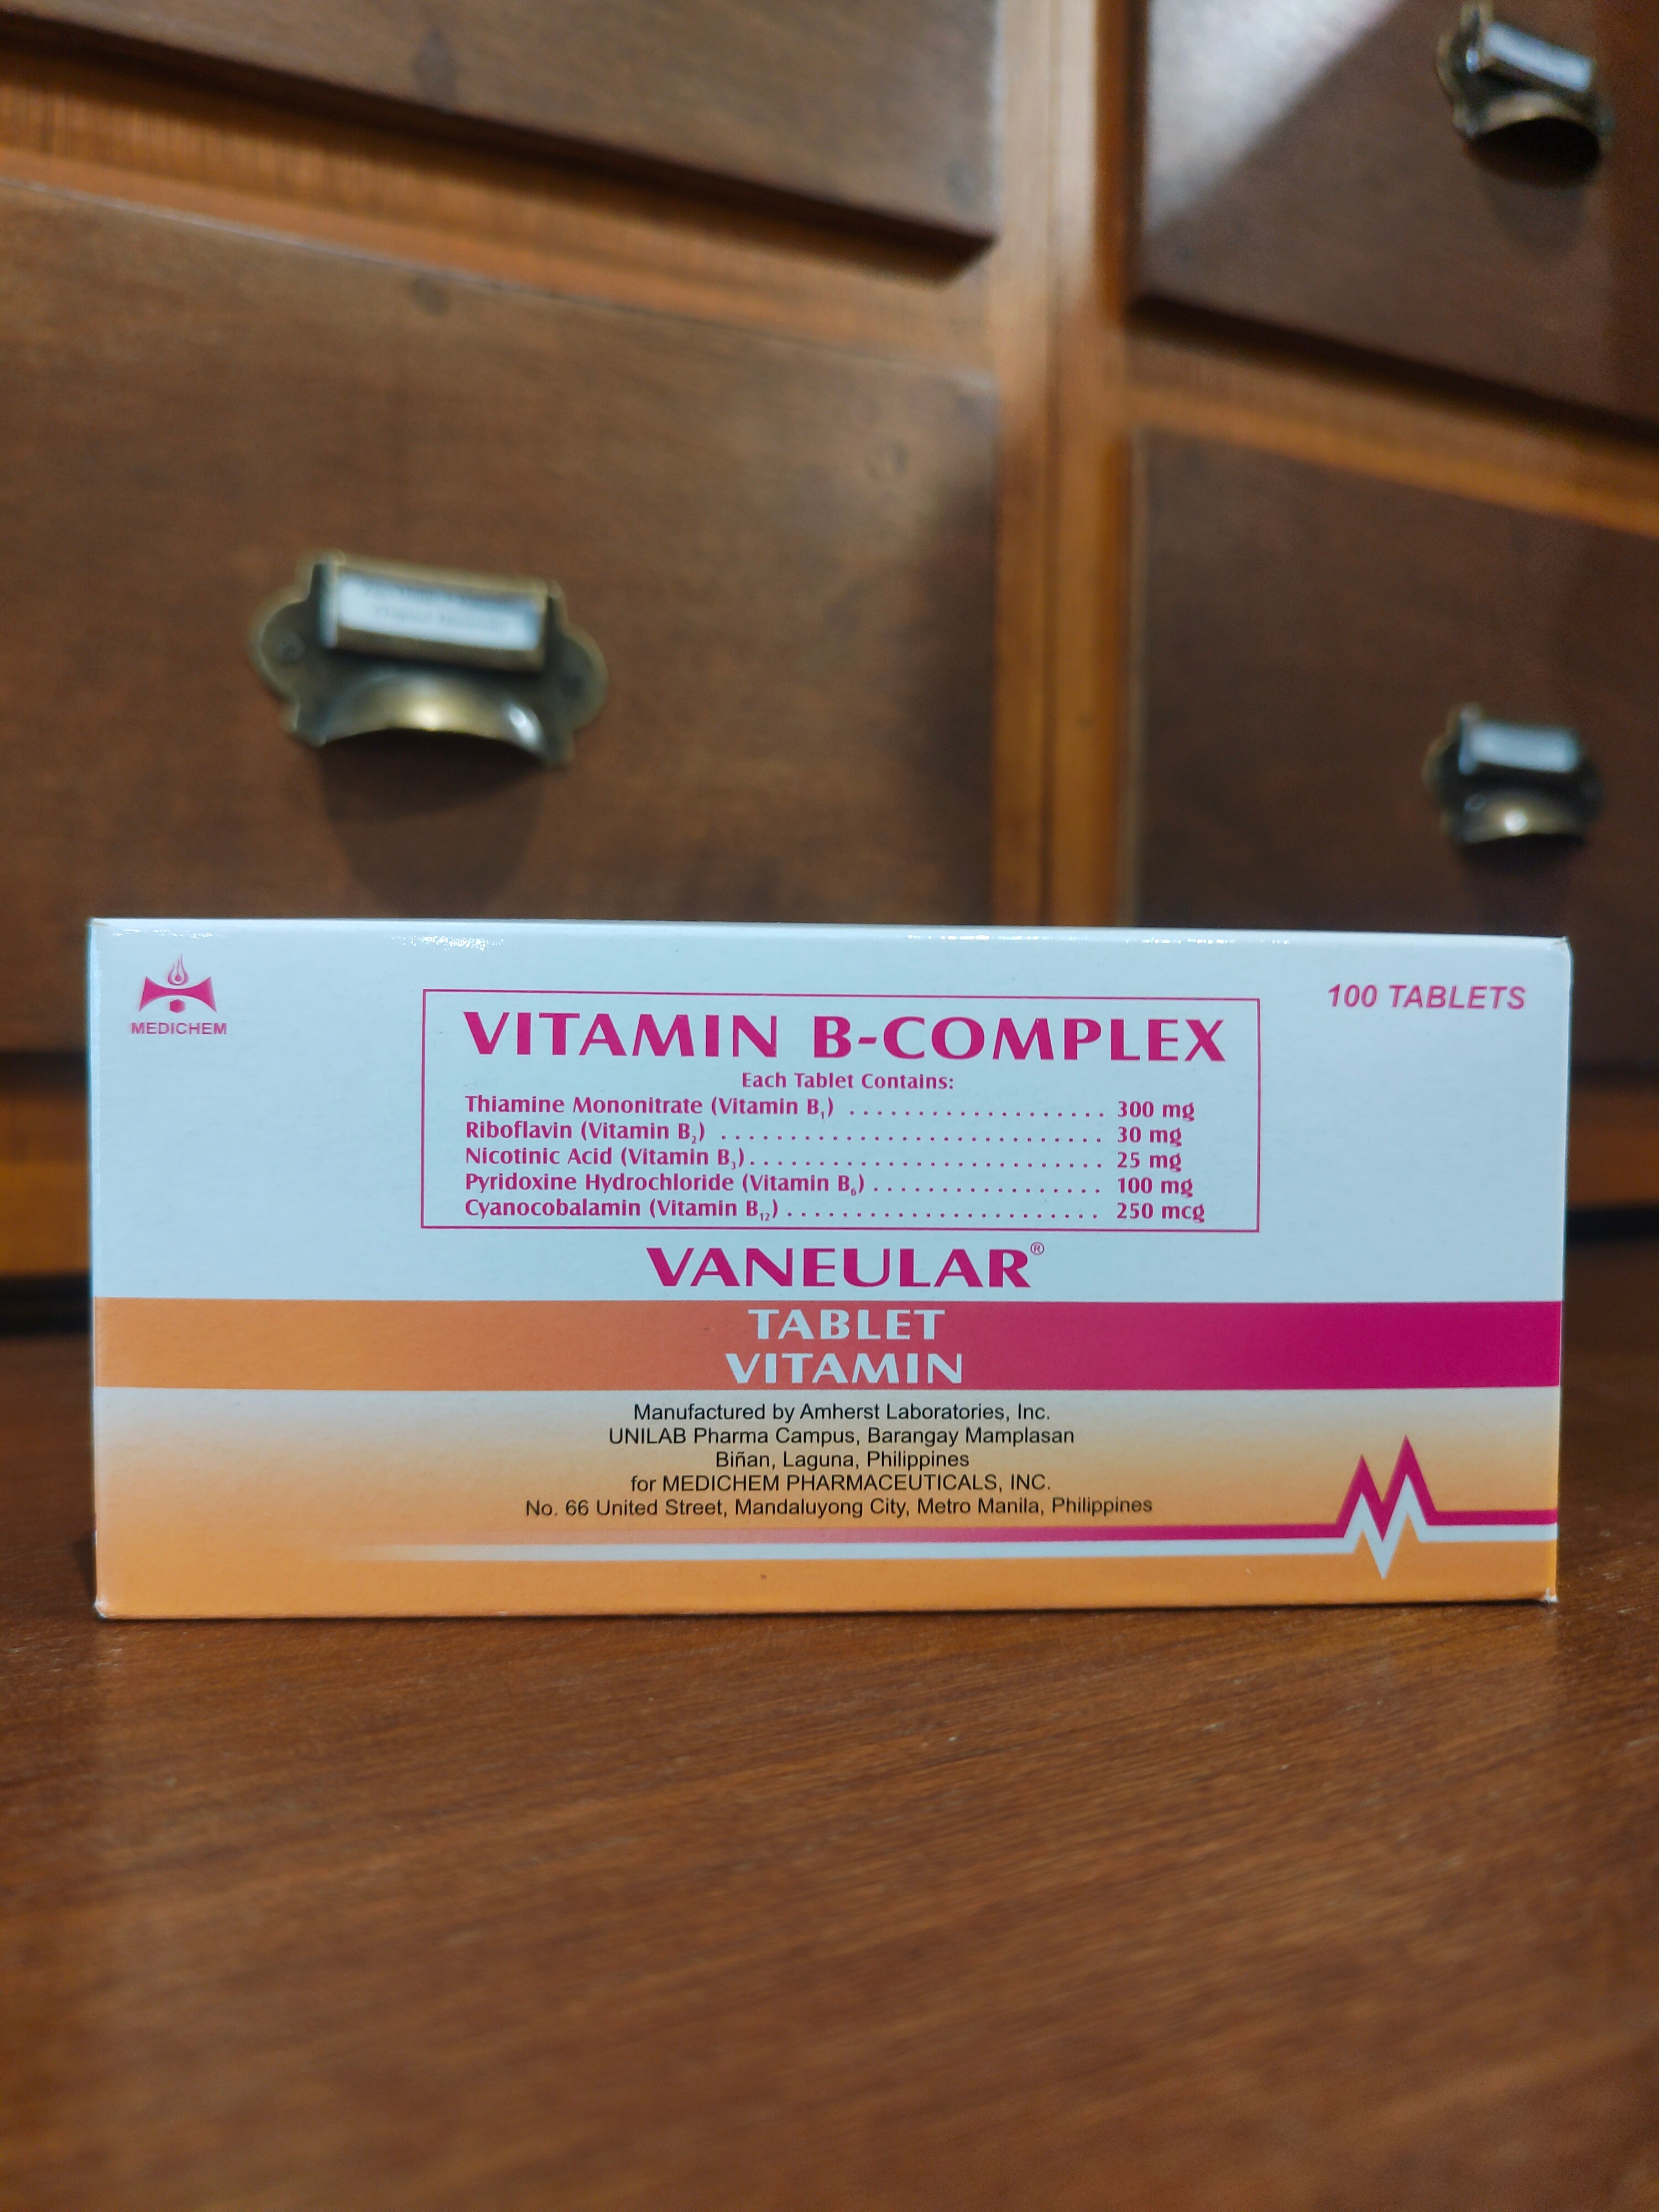 MEDICHEM
100 TABLETS
VITAMIN B-COMPLEX
Each Tablet Contains:
Thiamine Mononitrate (Vitamin B₁) ................... 300 mg
Riboflavin (Vitamin B₂) ............................ 30 mg
Nicotinic Acid (Vitamin B₃).......................... 25 mg
Pyridoxine Hydrochloride (Vitamin B₆) ................. 100 mg
Cyanocobalamin (Vitamin B₁₂) ....................... 250 mcg
VANEULAR®
TABLET
VITAMIN
Manufactured by Amherst Laboratories, Inc.
UNILAB Pharma Campus, Barangay Mamplasan
Biñan, Laguna, Philippines
for MEDICHEM PHARMACEUTICALS, INC.
No. 66 United Street, Mandaluyong City, Metro Manila, Philippines